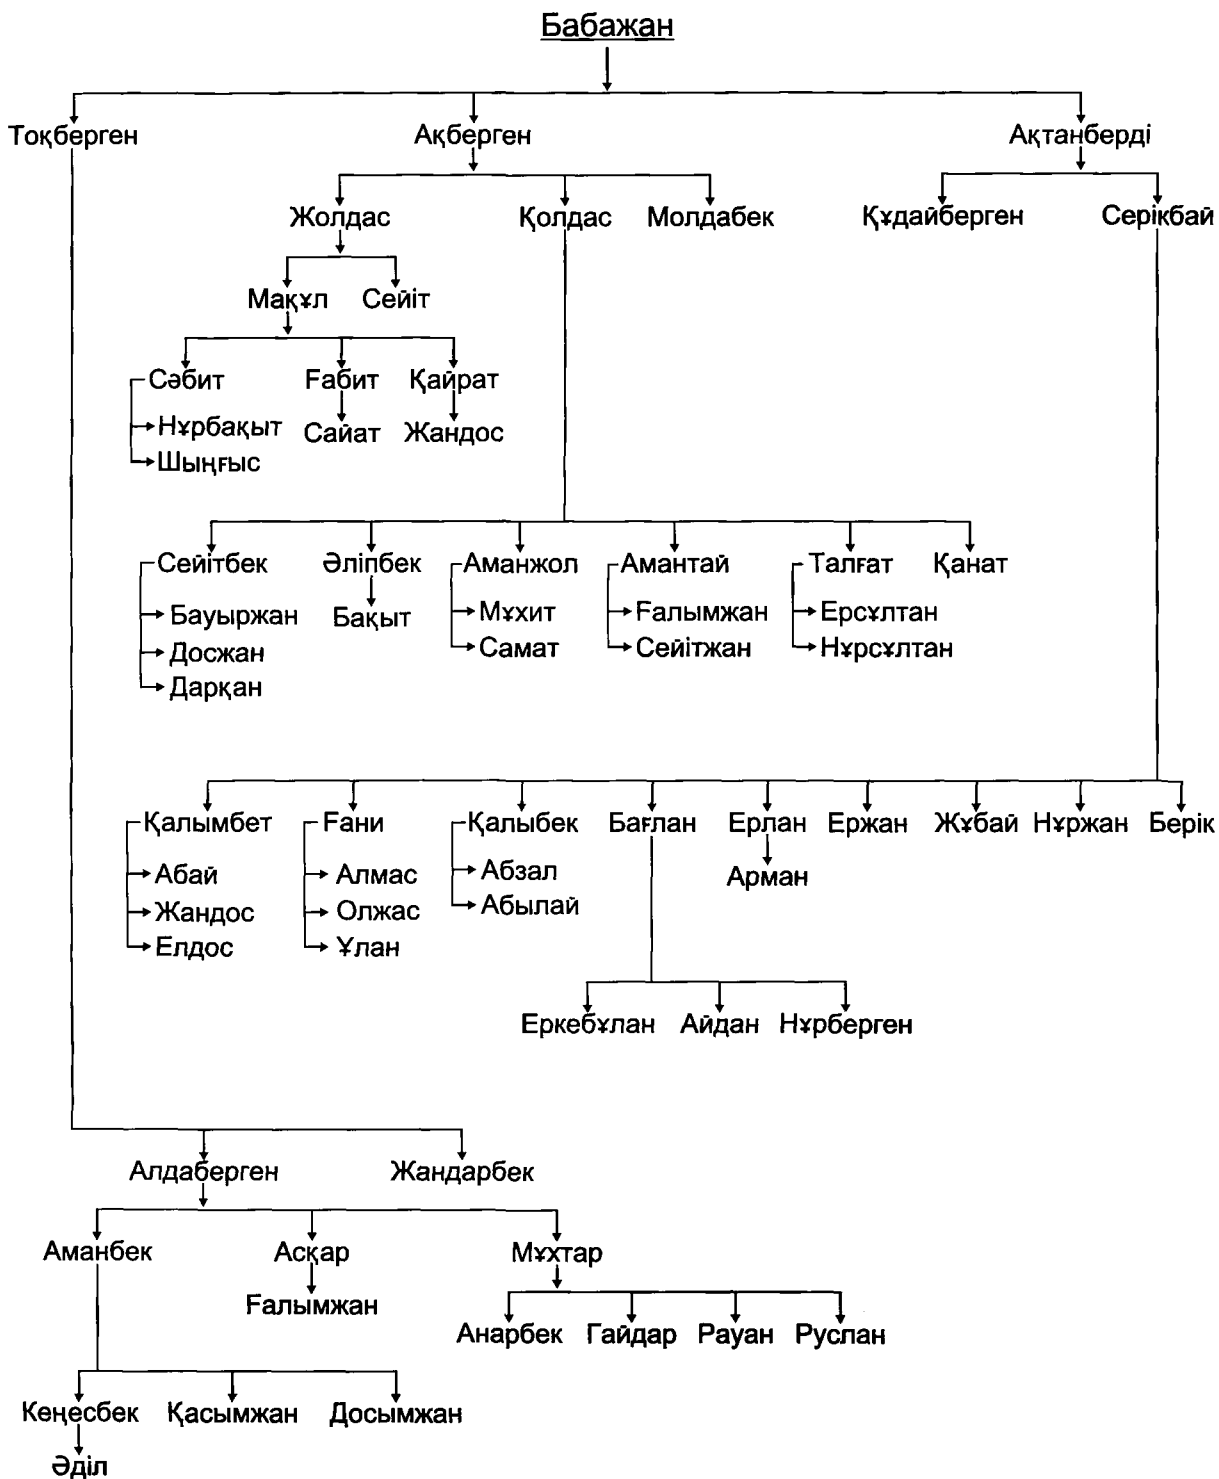 Бабажан
Тоқберген Ақберген Ақтанберді
Жолдас Қолдас Молдабек Құдайберген Серікбай
Мақұл Сейіт
Сәбит Ғабит Қайрат
Нұрбақыт Сайат Жандос
Шыңғыс
Сейітбек Әліпбек Аманжол Амантай Талғат Қанат
Бауыржан Бақыт Мұхит Ғалымжан Ерсұлтан
Досжан Самат Сейітжан Нұрсұлтан
Дарқан
Қалымбет Ғани Қалыбек Бағлан Ерлан Ержан Жұбай Нұржан Берік
Абай Алмас Абзал Арман
Жандос Олжас Абылай
Елдос Ұлан
Еркебұлан Айдан Нұрберген
Алдаберген Жандарбек
Аманбек Асқар Мұхтар
Ғалымжан
Анарбек Гайдар Рауан Руслан
Кеңесбек Қасымжан Досымжан
Әділ